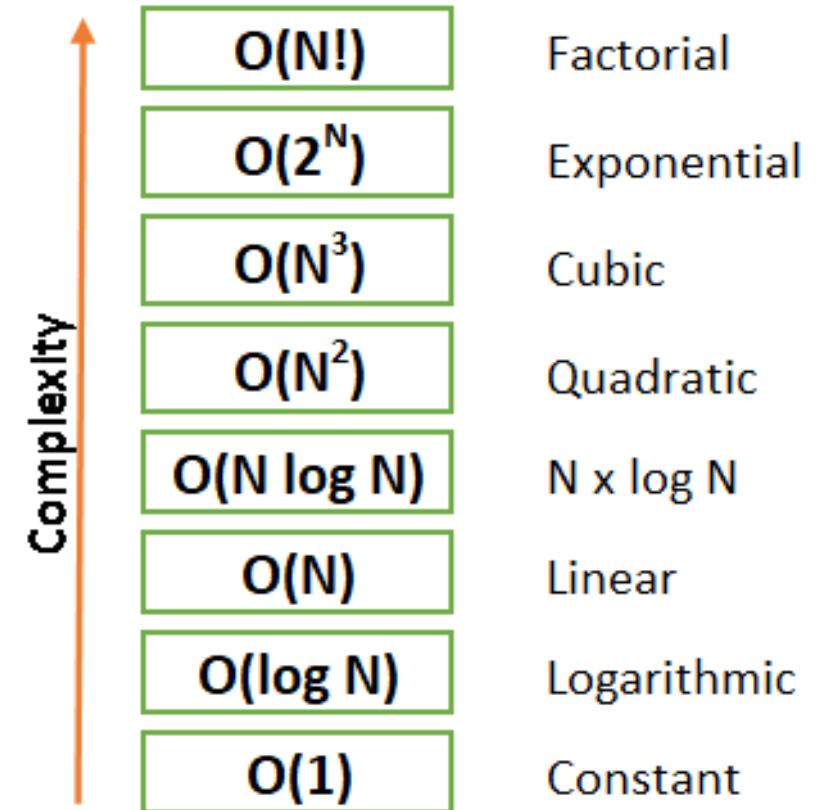 O(N!) Factorial
O(2^N) Exponential
O(N^3) Cubic
O(N^2) Quadratic
O(N log N) N x log N
O(N) Linear
O(log N) Logarithmic
O(1) Constant
Complexity